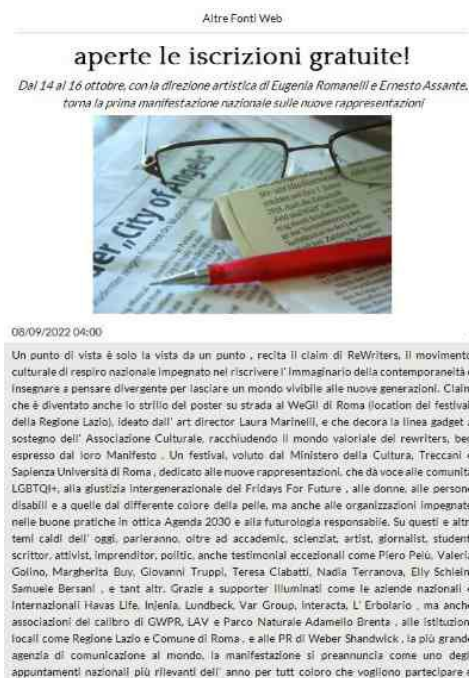 Altre Fonti Web
aperte le iscrizioni gratuite!
Dal 14 al 16 ottobre, con la direzione artistica di Eugenia Romanelli e Ernesto Assante,
torna la prima manifestazione nazionale sulle nuove rappresentazioni
er „City of Angels
08/09/2022 04:00
Un punto di vista è solo la vista da un punto , recita il claim di ReWriters, il movimento
culturale di respiro nazionale impegnato nel riscrivere l' immaginario della contemporaneità e
insegnare a pensare divergente per lasciare un mondo vivibile alle nuove generazioni. Claim
che è diventato anche lo strillo del poster su strada al WeGil di Roma (location del festival
della Regione Lazio), ideato dall' art director Laura Marinelli, e che decora la linea gadget
sostegno dell' Associazione Culturale, racchiudendo il mondo valoriale dei rewriters, ben
espresso dal loro Manifesto . Un festival, voluto dal Ministero della Cultura, Treccani e
Sapienza Università di Roma , dedicato alle nuove rappresentazioni, che dà voce alle comunità
LGBTQI+, alla giustizia intergenerazionale dei Fridays For Future , alle donne, alle persone
disabili e a quelle dal differente colore della pelle, ma anche alle organizzazioni impegnate
nelle buone pratiche in ottica Agenda 2030 e alla futurologia responsabile. Su questi e altri
temi caldi dell' oggi, parleranno, oltre ad accademic, scienziat, artist, giornalist, student
scrittor, attivist, imprenditor, politic, anche testimonial eccezionali come Piero Pelù, Valeria
Golino, Margherita Buy, Giovanni Truppi, Teresa Ciabatti, Nadia Terranova, Elly Schlein,
Samuele Bersani , e tant altr. Grazie a supporter illuminati come le aziende nazionali e
internazionali Havas Life, Injenia, Lundbeck, Var Group, Interacta, L' Erbolario , ma anche
associazioni del calibro di GWPR, LAV e Parco Naturale Adamello Brenta , alle istituzioni
locali come Regione Lazio e Comune di Roma , e alle PR di Weber Shandwick , la più grande
agenzia di comunicazione al mondo, la manifestazione si preannuncia come uno degli
appuntamenti nazionali più rilevanti dell' anno per tutt coloro che vogliono partecipare a